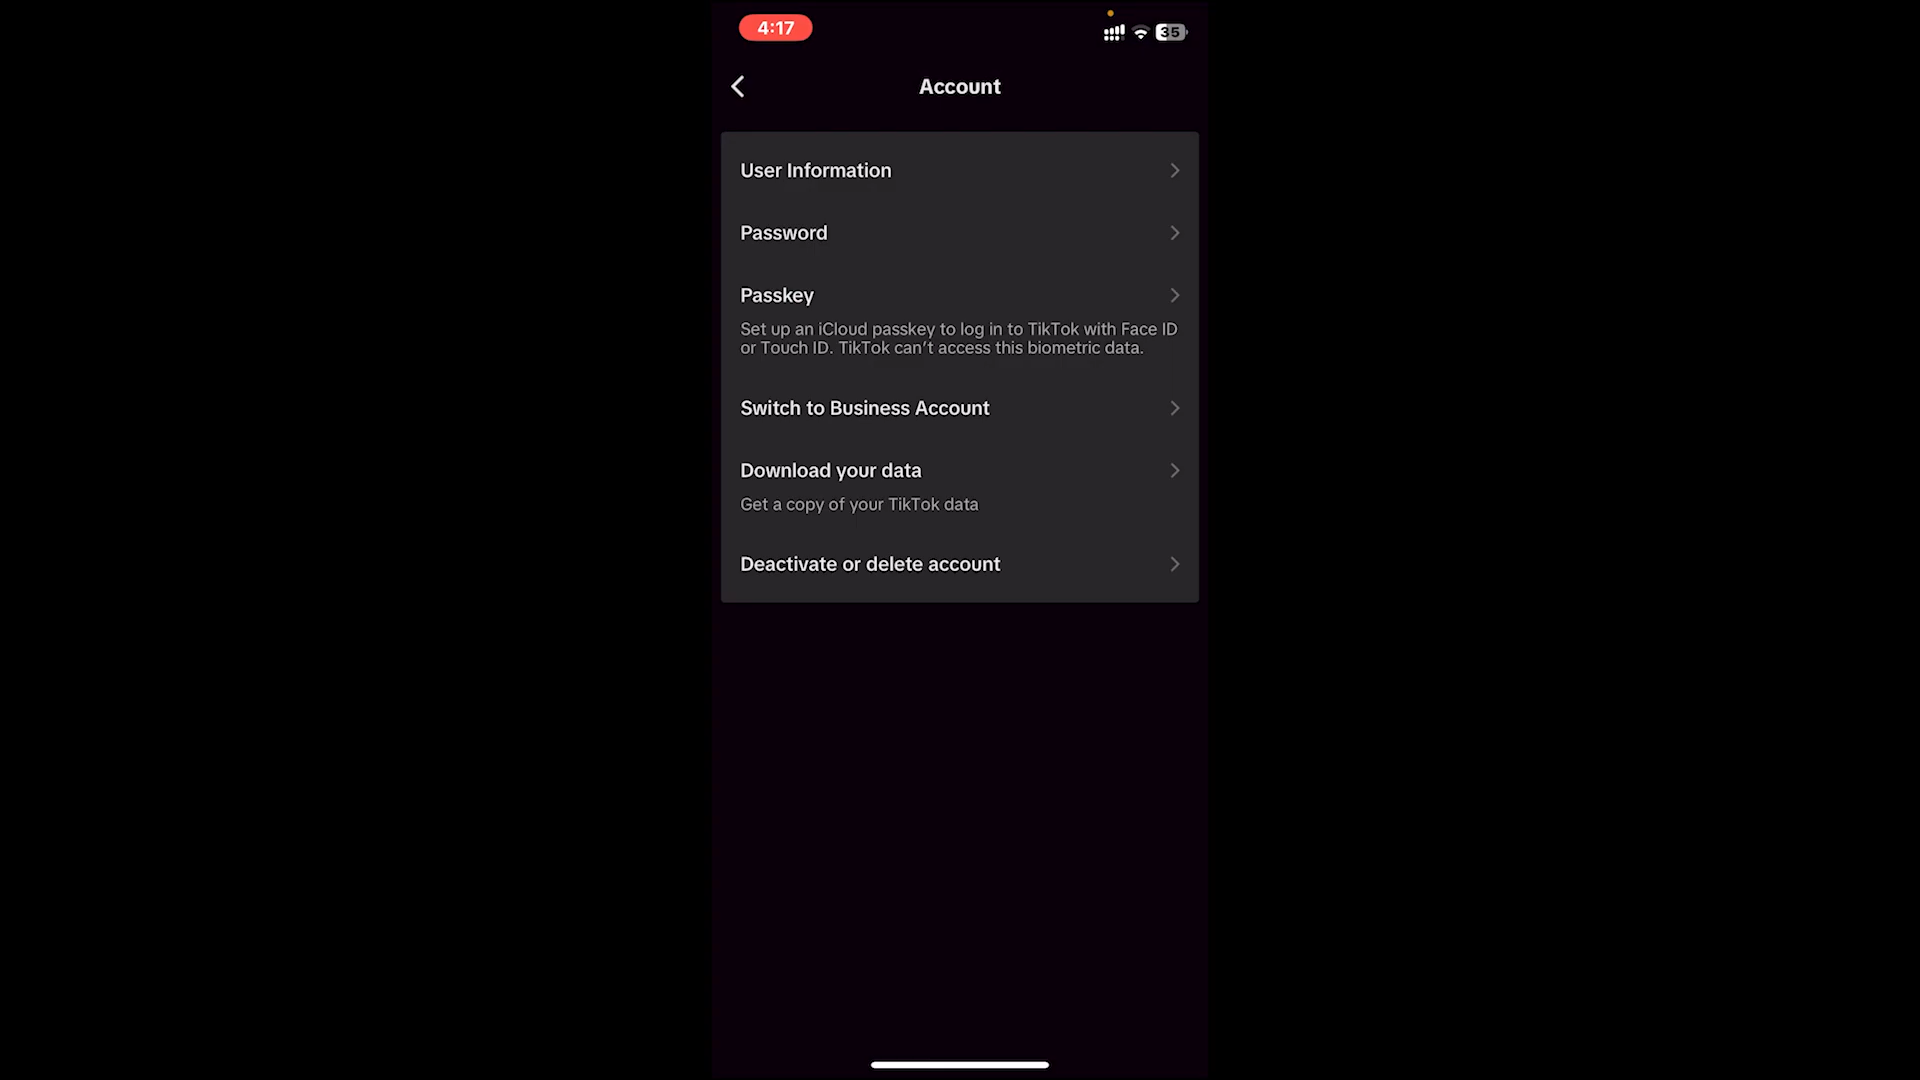 4:17
35
Account
User Information
Password
Passkey
Set up an iCloud passkey to log in to TikTok with Face ID
or Touch ID. TikTok can’t access this biometric data.
Switch to Business Account
Download your data
Get a copy of your TikTok data
Deactivate or delete account